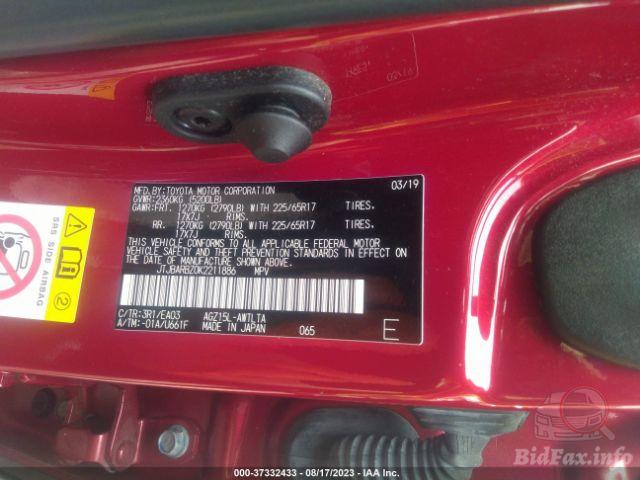 MFD.BY:TOYOTA MOTOR CORPORATION 03/19
GVWR:2360KG (5200LB)
GAWR:FRT. 1270KG (2790LB) WITH 225/65R17 TIRES.
17X7J RIMS.
RR. 1270KG (2790LB) WITH 225/65R17 TIRES.
17X7J RIMS.
THIS VEHICLE CONFORMS TO ALL APPLICABLE FEDERAL MOTOR
VEHICLE SAFETY AND THEFT PREVENTION STANDARDS IN EFFECT ON
THE DATE OF MANUFACTURE SHOWN ABOVE.
JTJBARBZ0K2211886 MPV
C/TR:3R1/EA03 AGZ15L-AWTLTA
A/TM:-01A/U661F MADE IN JAPAN 065 E
SIDE AIRBAG
2
000-37332433 - 08/17/2023 - IAA Inc.
BidFax.info